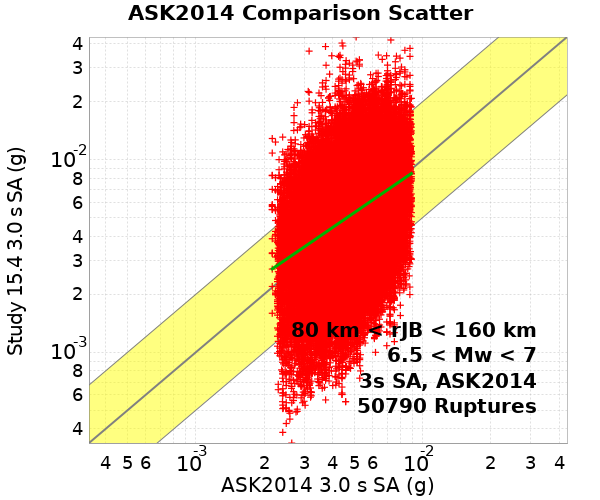 ASK2014 Comparison Scatter
Study 15.4 3.0 s SA (g)
4
3
2
10^-2
8
6
4
3
2
10^-3
8
6
4
80 km < rJB < 160 km
6.5 < Mw < 7
3s SA, ASK2014
50790 Ruptures
4 5 6 10^-3 2 3 4 5 6 10^-2 2 3 4
ASK2014 3.0 s SA (g)